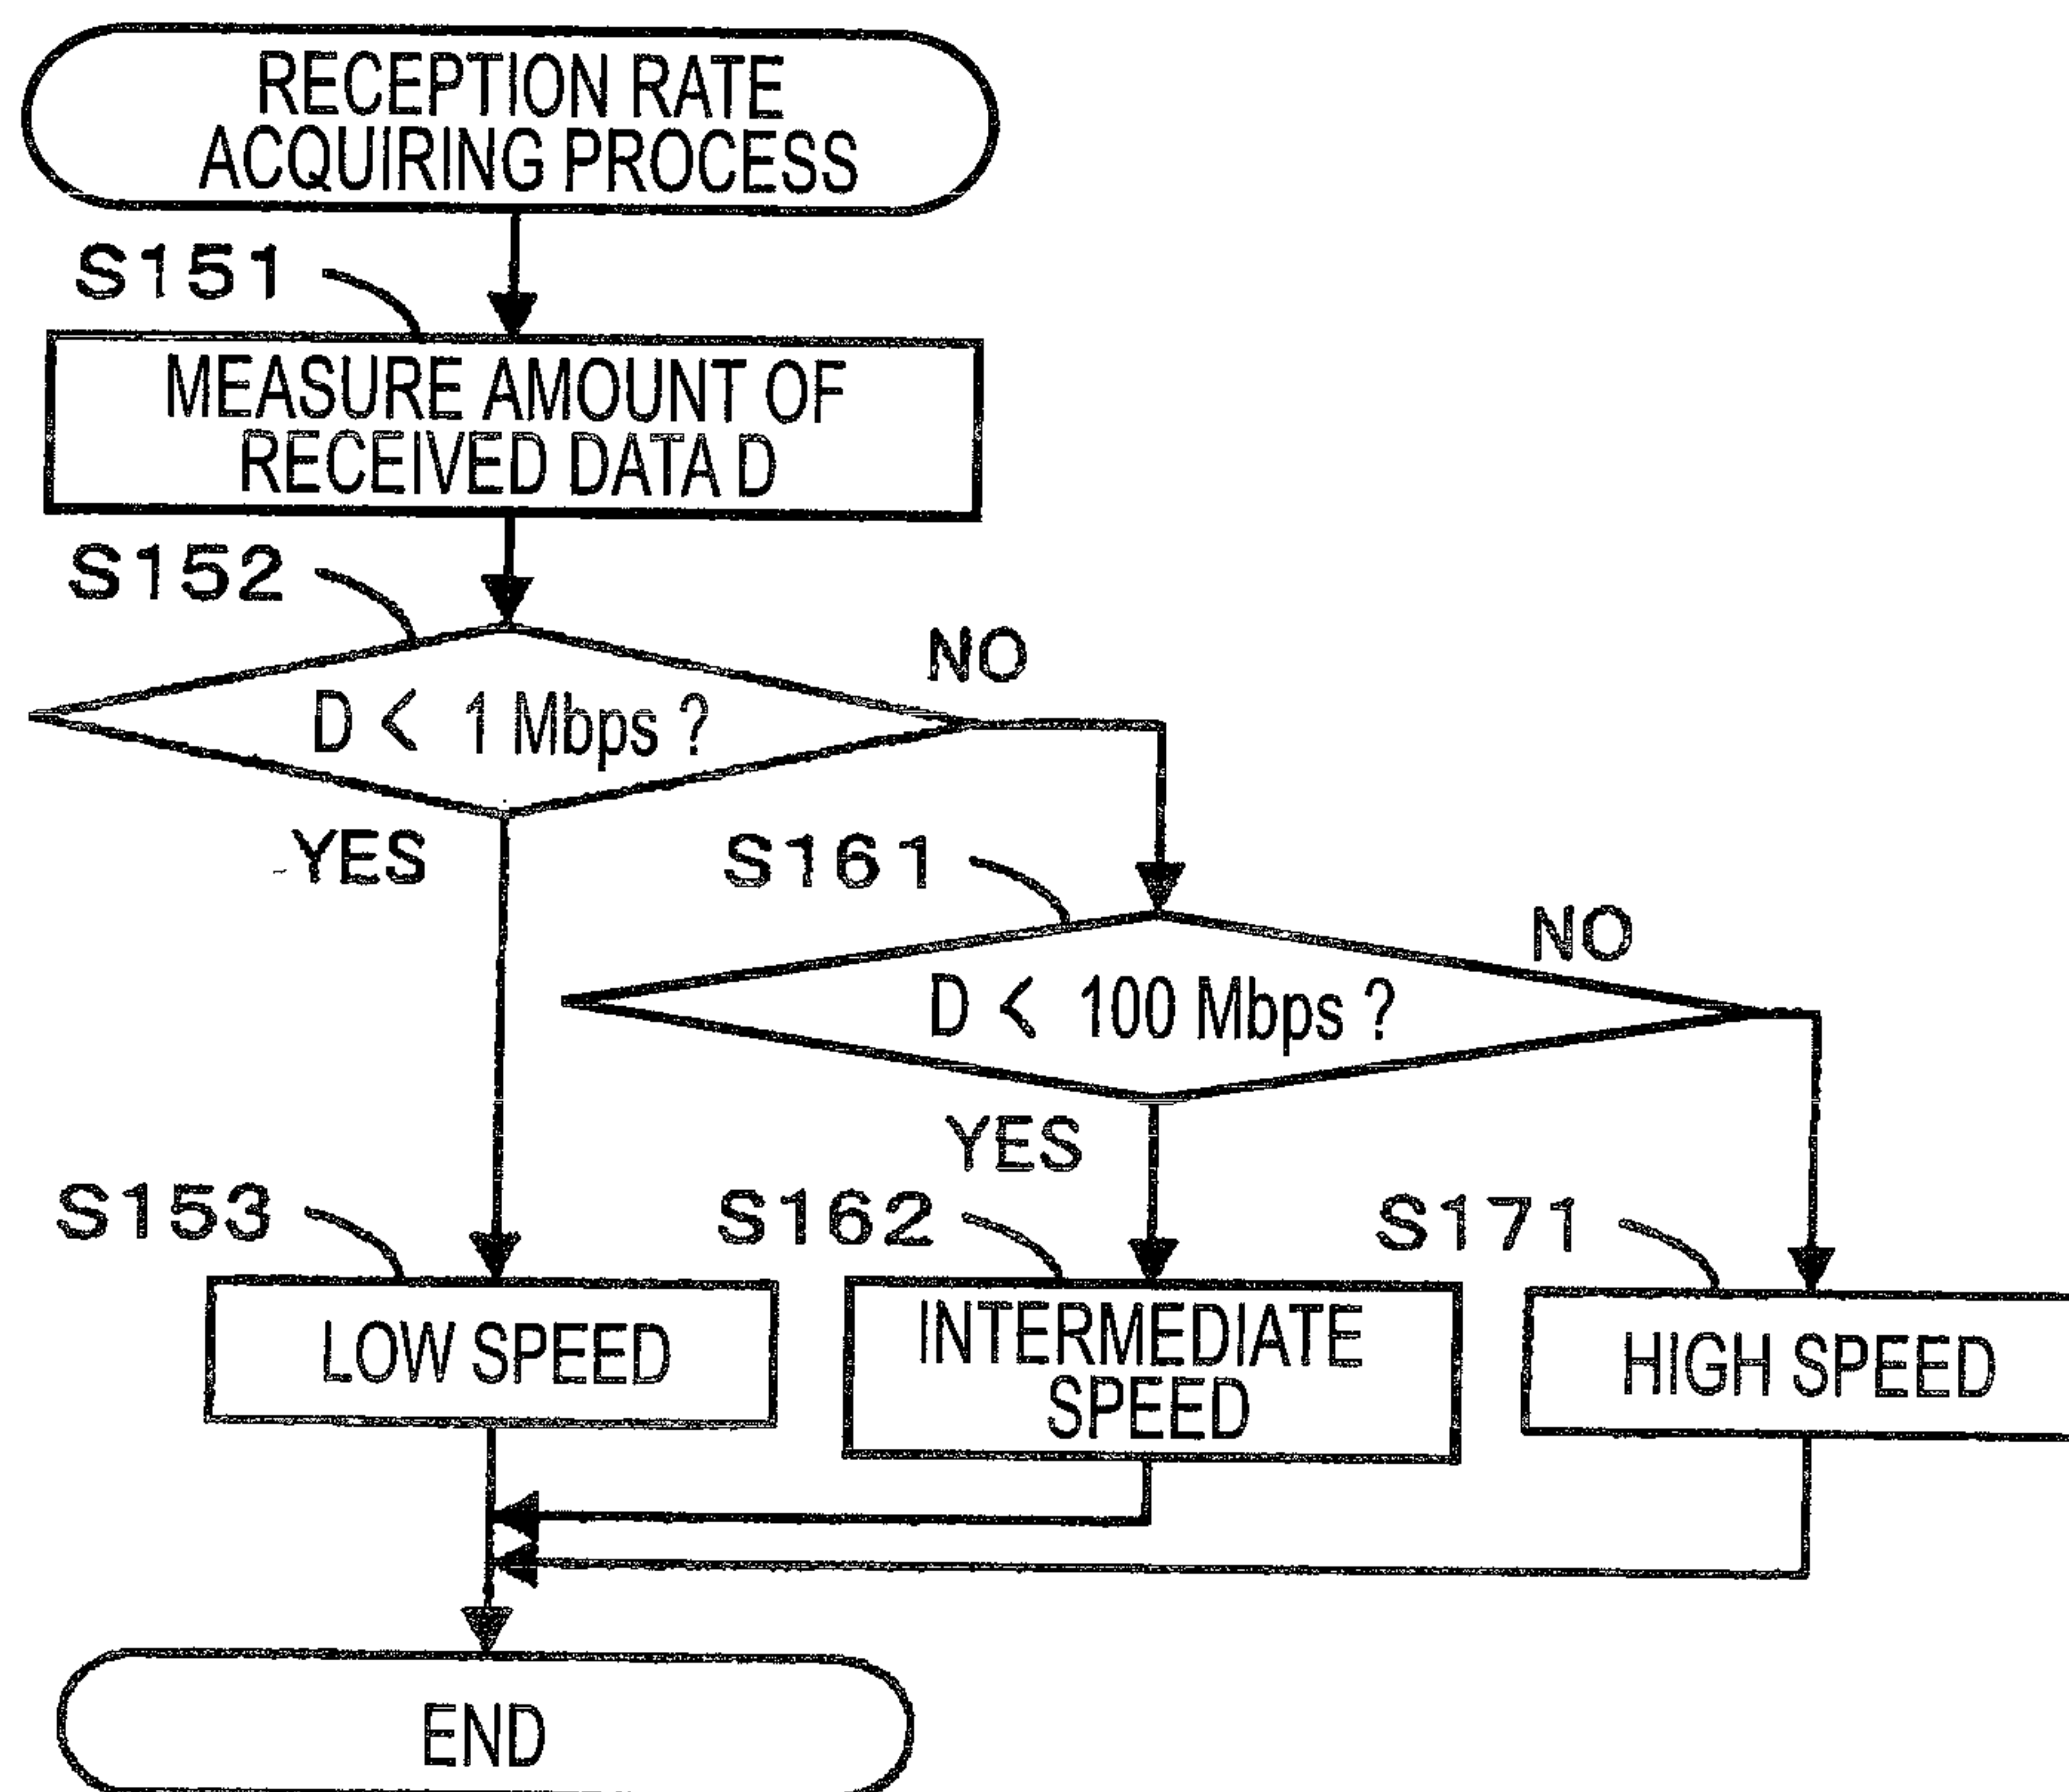 RECEPTION RATE
ACQUIRING PROCESS
S151
MEASURE AMOUNT OF
RECEIVED DATA D
S152
D < 1 Mbps ?
NO
YES
S161
D < 100 Mbps ?
NO
YES
S153
LOW SPEED
S162
INTERMEDIATE
SPEED
S171
HIGH SPEED
END